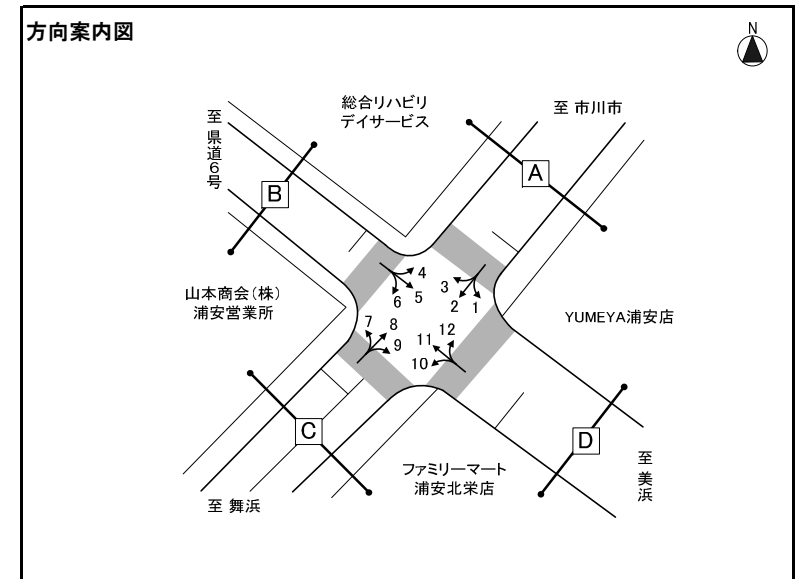 方向案内図
N
総合リハビリ
デイサービス
至 市川市
至 県道6号
A
B
4
3
5
6
2
1
山本商会(株)
浦安営業所
YUMEYA浦安店
7
8
12
11
9
10
C
D
ファミリーマート
浦安北栄店
至 美浜
至 舞浜